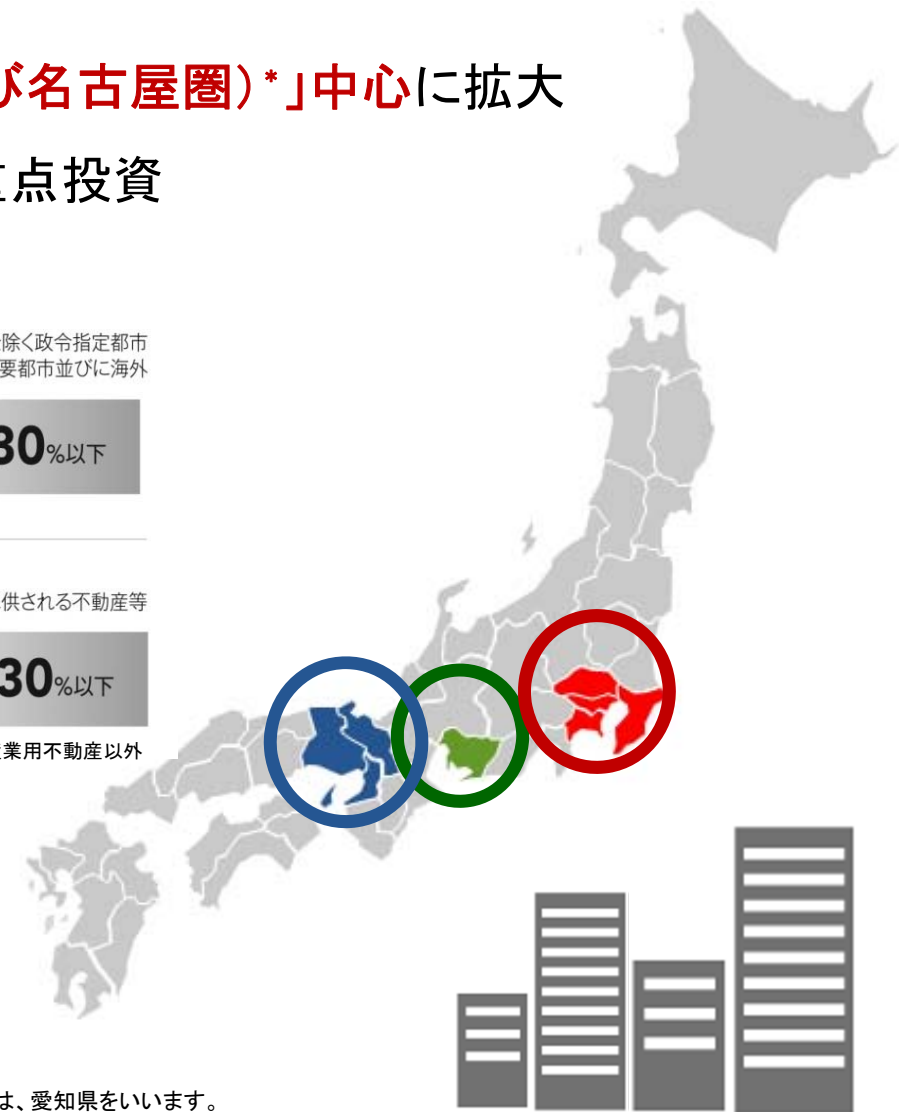 び名古屋圏)*」中心に拡大
点投資
除く政令指定都市
要都市並びに海外
30%以下
供される不動産等
30%以下
業用不動産以外
は、愛知県をいいます。